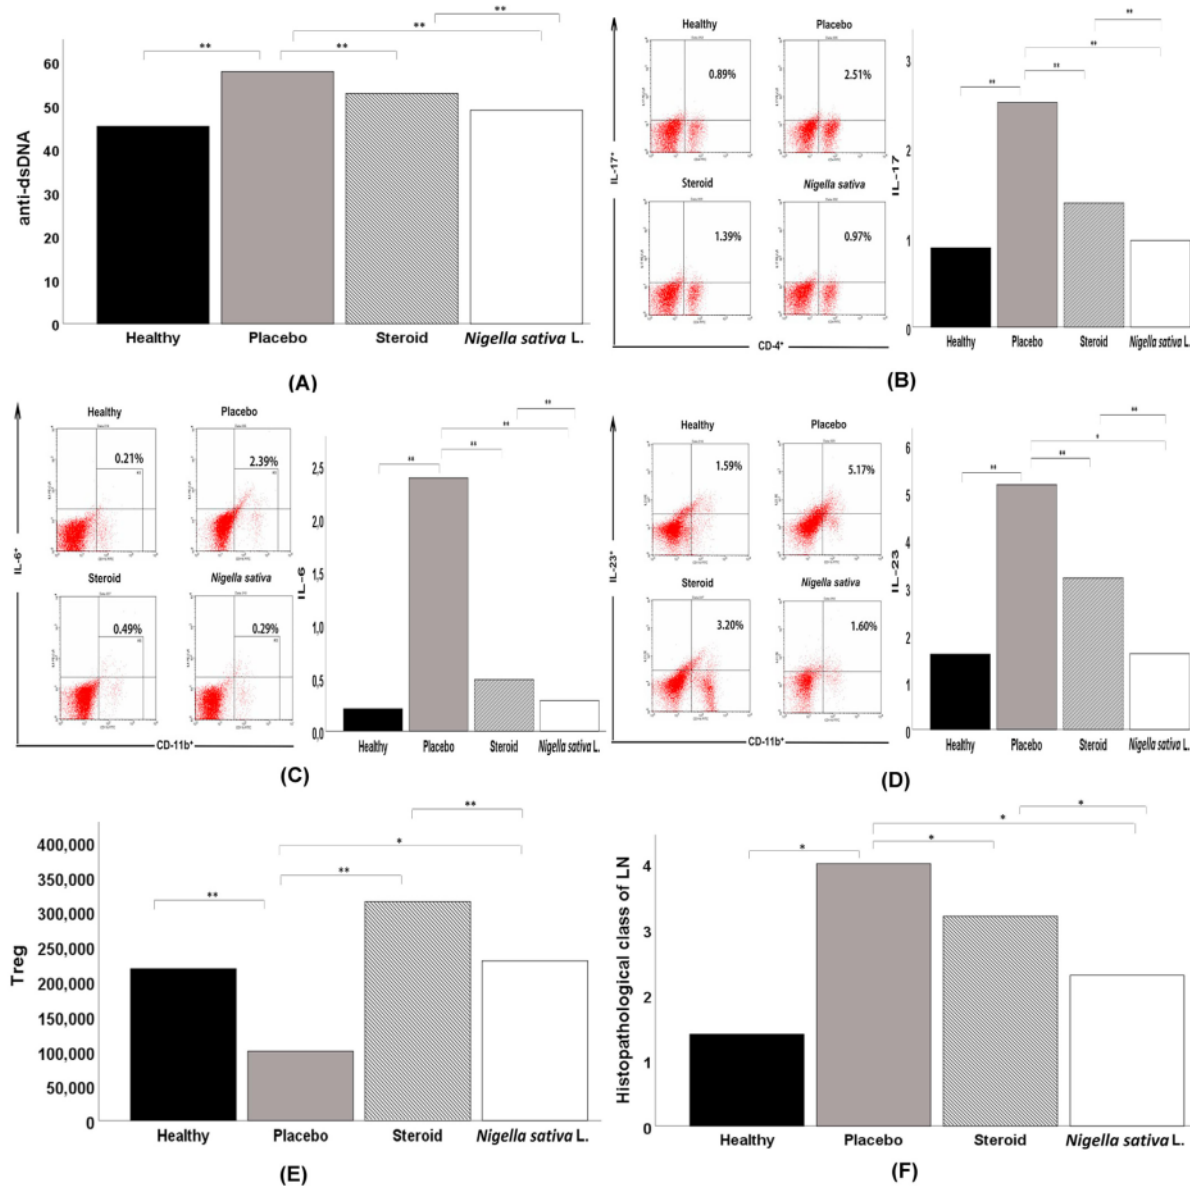 **
**
**
**
anti-dsDNA
60
50
40
30
20
10
0
Healthy
Placebo
Steroid
Nigella sativa L.
(A)
Healthy
Placebo
0.89%
2.51%
Steroid
Nigella sativa
1.39%
0.97%
IL-17+
CD-4+
IL-17
3
2
1
0
Healthy
Placebo
Steroid
Nigella sativa L.
(B)
Healthy
Placebo
0.21%
2.39%
Steroid
Nigella sativa
0.49%
0.29%
IL-6+
CD-11b+
IL-6
2,5
2,0
1,5
1,0
0,5
0,0
Healthy
Placebo
Steroid
Nigella sativa L.
(C)
Healthy
Placebo
1.59%
5.17%
Steroid
Nigella sativa
3.20%
1.60%
IL-23+
CD-11b+
IL-23
6
5
4
3
2
1
0
Healthy
Placebo
Steroid
Nigella sativa L.
(D)
**
*
**
**
Treg
400,000
350,000
300,000
250,000
200,000
150,000
100,000
50,000
0
Healthy
Placebo
Steroid
Nigella sativa L.
(E)
*
*
*
*
Histopathological class of LN
4
3
2
1
0
Healthy
Placebo
Steroid
Nigella sativa L.
(F)